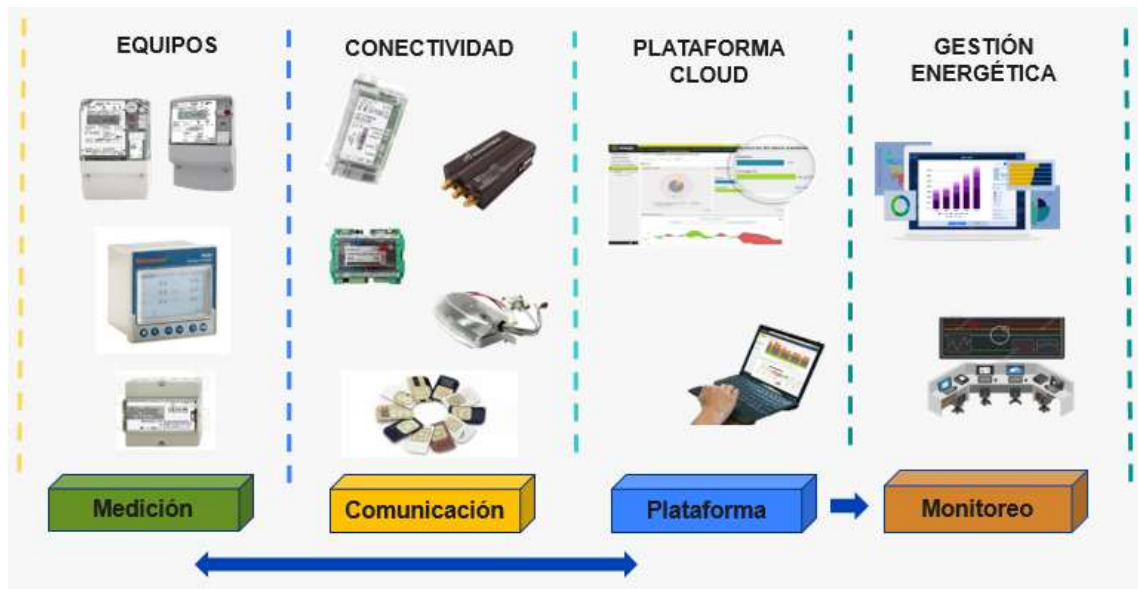 EQUIPOS
CONECTIVIDAD
PLATAFORMA
CLOUD
GESTIÓN
ENERGÉTICA
Medición
Comunicación
Plataforma
Monitoreo